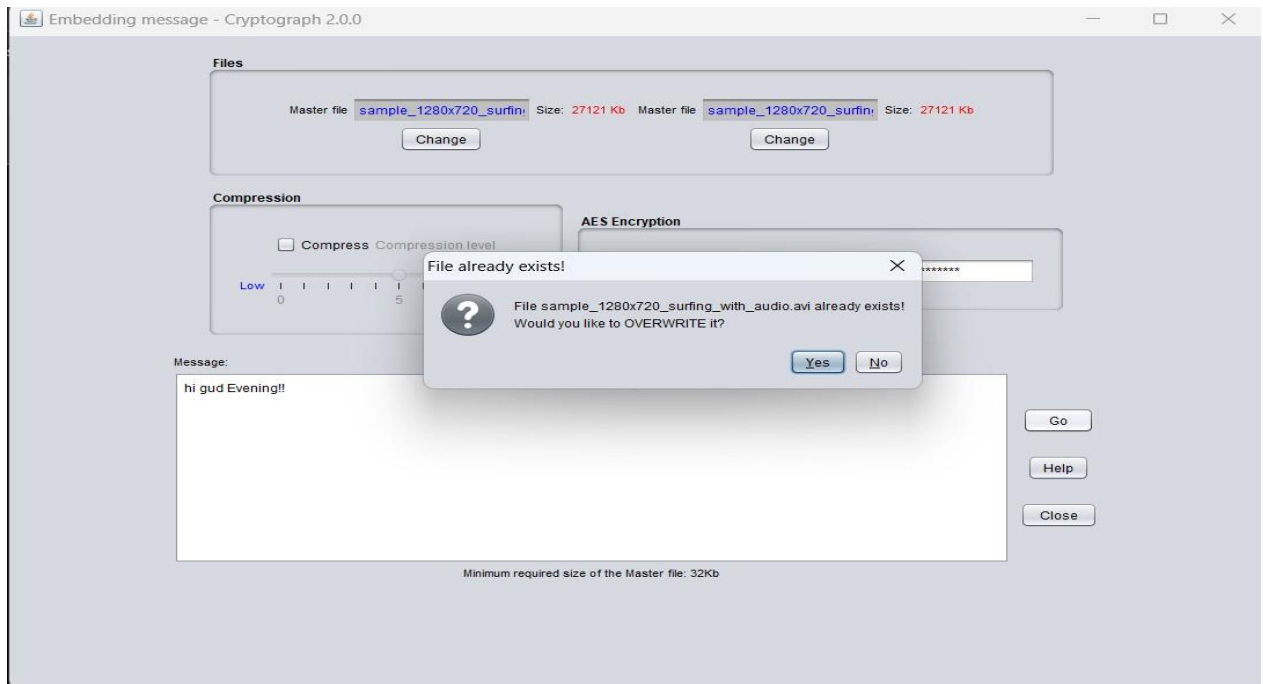 Embedding message - Cryptograph 2.0.0
Files
Master file sample_1280x720_surfin Size: 27121 Kb Master file sample_1280x720_surfin Size: 27121 Kb
Change Change
Compression
AES Encryption
Compress Compression level
File already exists!
*******
Low
0 5
File sample_1280x720_surfing_with_audio.avi already exists!
Would you like to OVERWRITE it?
Yes No
Message:
hi gud Evening!!
Go
Help
Close
Minimum required size of the Master file: 32Kb